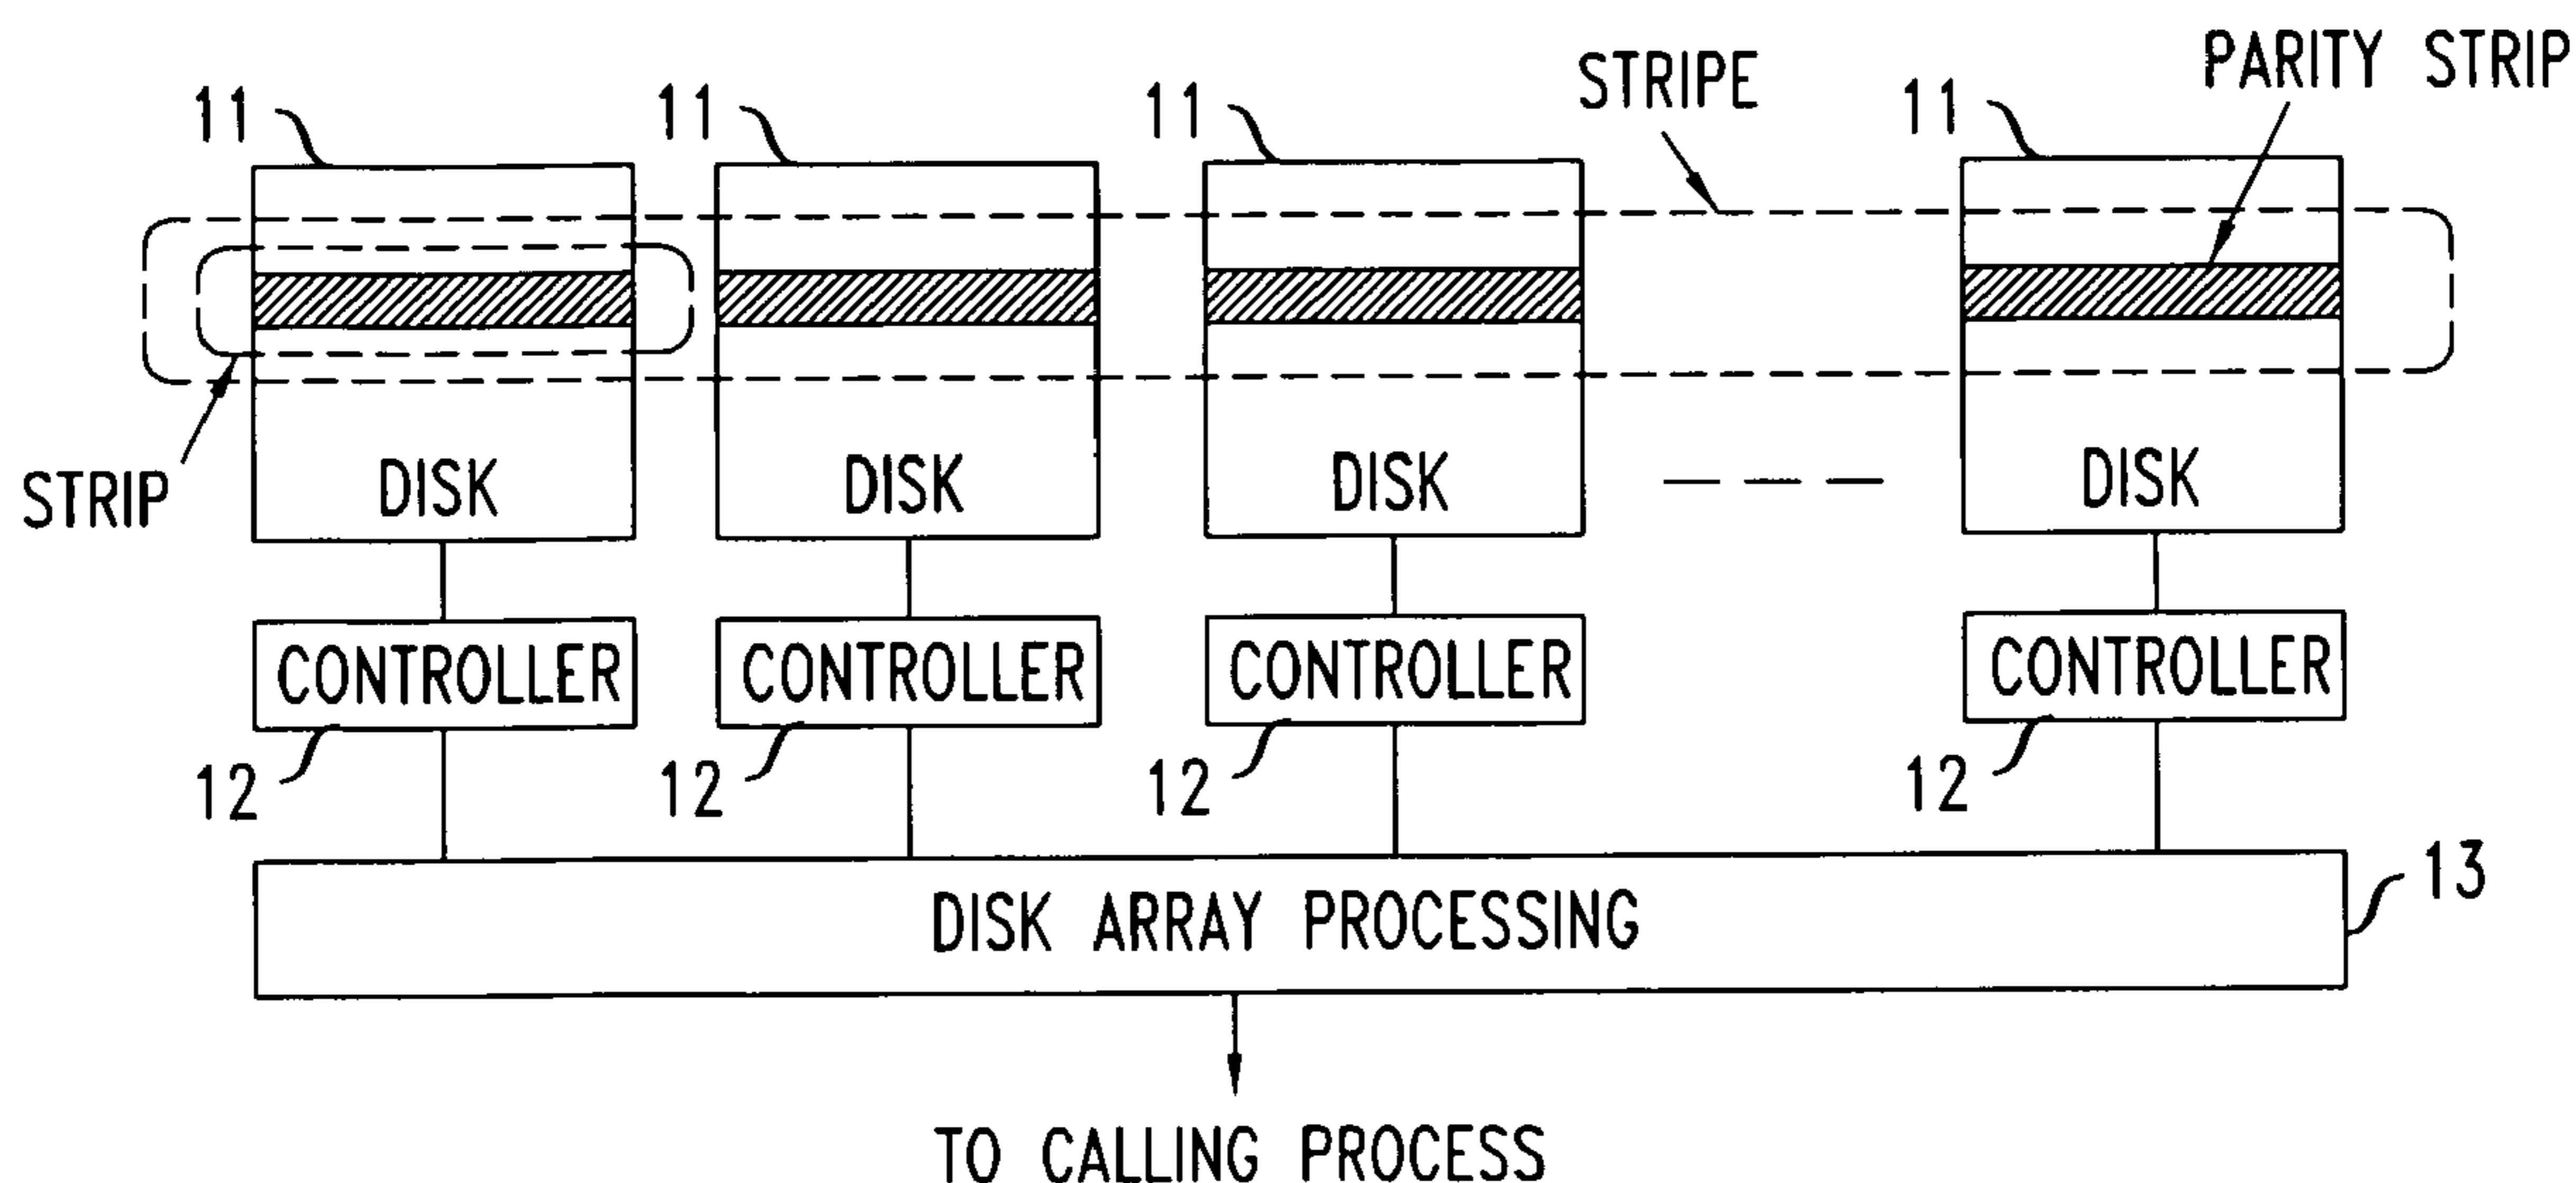 PARITY STRIP
STRIPE
11 11 11 11
STRIP
DISK DISK DISK DISK
CONTROLLER CONTROLLER CONTROLLER CONTROLLER
12 12 12 12
13
DISK ARRAY PROCESSING
TO CALLING PROCESS